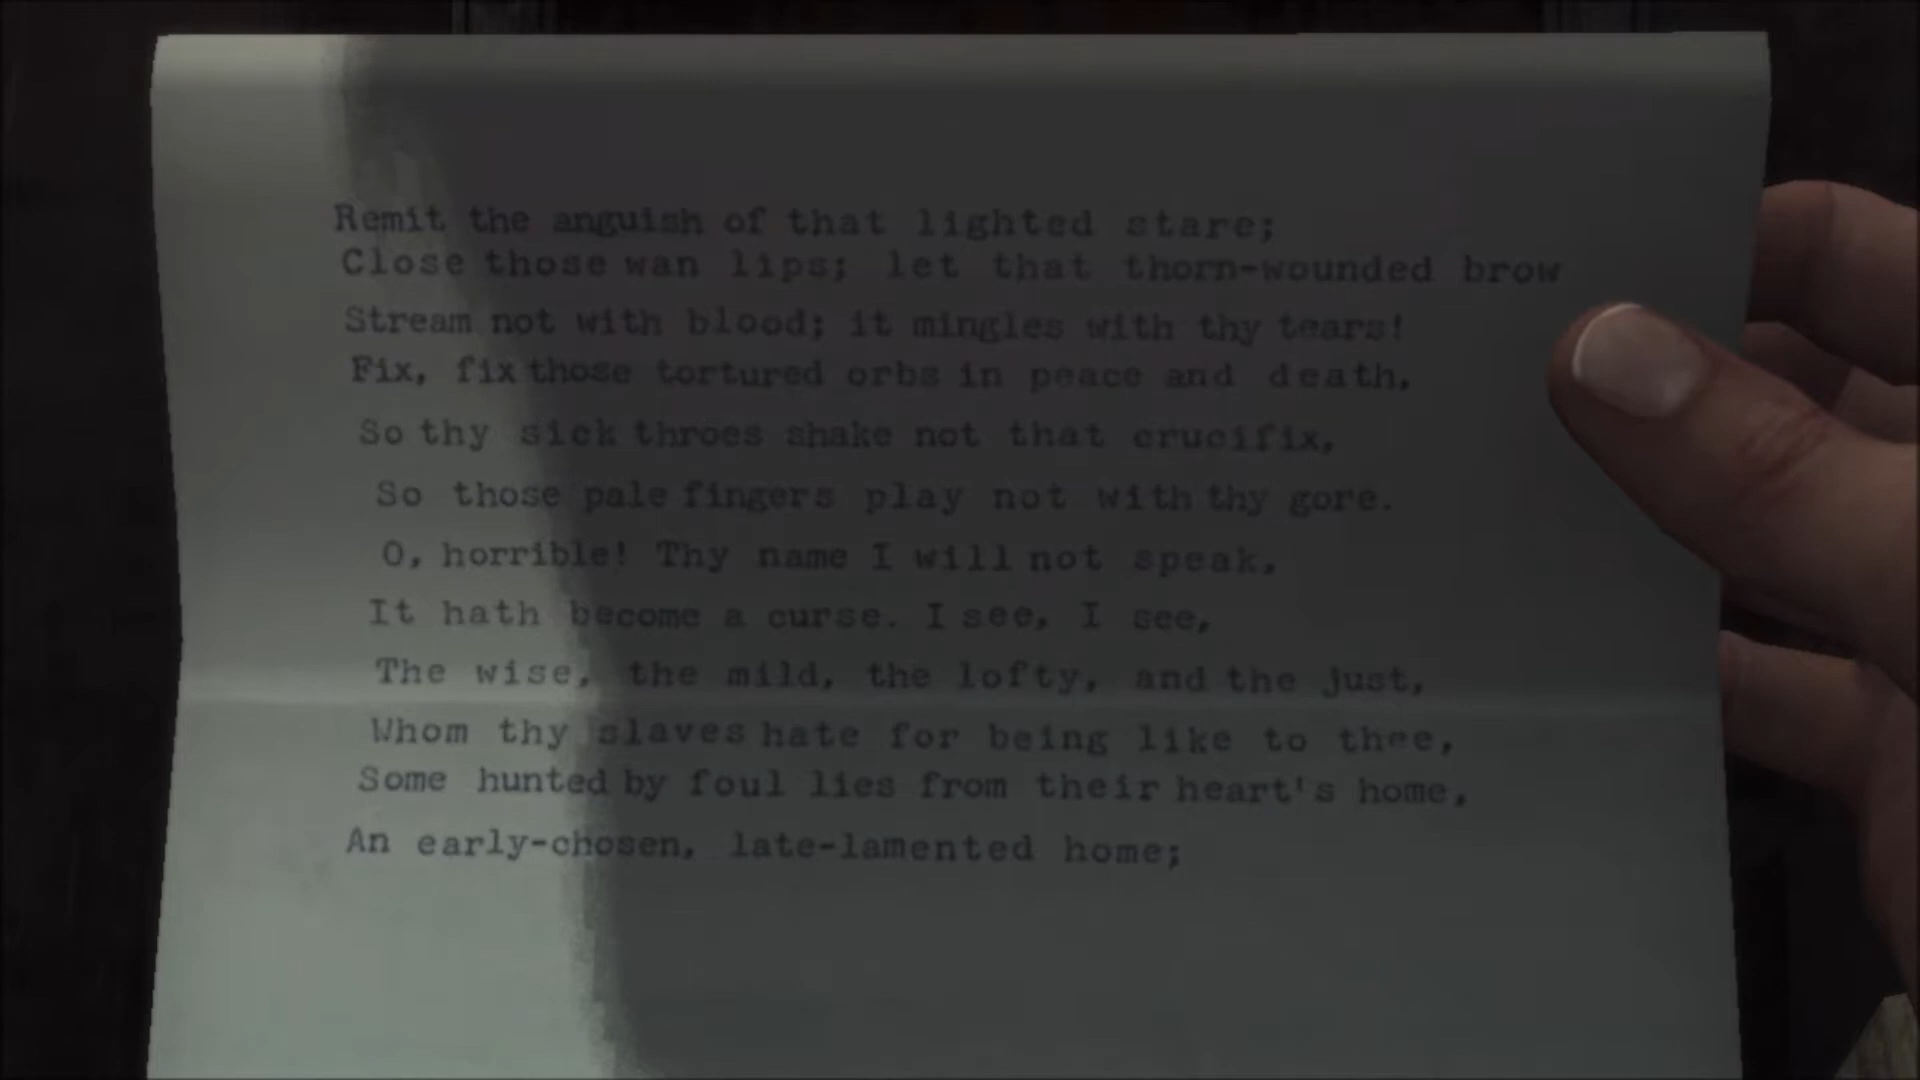 Remit the anguish of that lighted stare;
Close those wan lips; let that thorn-wounded brow
Stream not with blood; it mingles with thy tears!
Fix, fix those tortured orbs in peace and death,
So thy sick throes shake not that crucifix,
So those pale fingers play not with thy gore.
O, horrible! Thy name I will not speak,
It hath become a curse. I see, I see,
The wise, the mild, the lofty, and the just,
Whom thy slaves hate for being like to thee,
Some hunted by foul lies from their heart's home,
An early-chosen, late-lamented home;